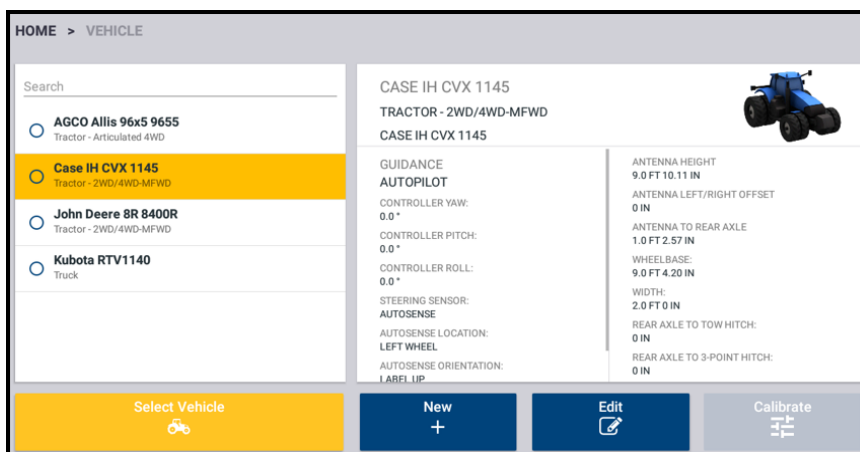 HOME > VEHICLE
Search
AGCO Allis 96x5 9655
Tractor - Articulated 4WD
Case IH CVX 1145
Tractor - 2WD/4WD-MFWD
John Deere 8R 8400R
Tractor - 2WD/4WD-MFWD
Kubota RTV1140
Truck
CASE IH CVX 1145
TRACTOR - 2WD/4WD-MFWD
CASE IH CVX 1145
GUIDANCE
AUTOPILOT
CONTROLLER YAW:
0.0 °
CONTROLLER PITCH:
0.0 °
CONTROLLER ROLL:
0.0 °
STEERING SENSOR:
AUTOSENSE
AUTOSENSE LOCATION:
LEFT WHEEL
AUTOSENSE ORIENTATION:
LABEL UP
ANTENNA HEIGHT
9.0 FT 10.11 IN
ANTENNA LEFT/RIGHT OFFSET
0 IN
ANTENNA TO REAR AXLE
1.0 FT 2.57 IN
WHEELBASE:
9.0 FT 4.20 IN
WIDTH:
2.0 FT 0 IN
REAR AXLE TO TOW HITCH:
0 IN
REAR AXLE TO 3-POINT HITCH:
0 IN
Select Vehicle
New
Edit
Calibrate